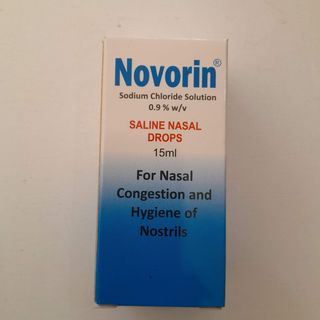 Novorin®
Sodium Chloride Solution
0.9 % w/v
SALINE NASAL
DROPS
15ml
For Nasal
Congestion and
Hygiene of
Nostrils